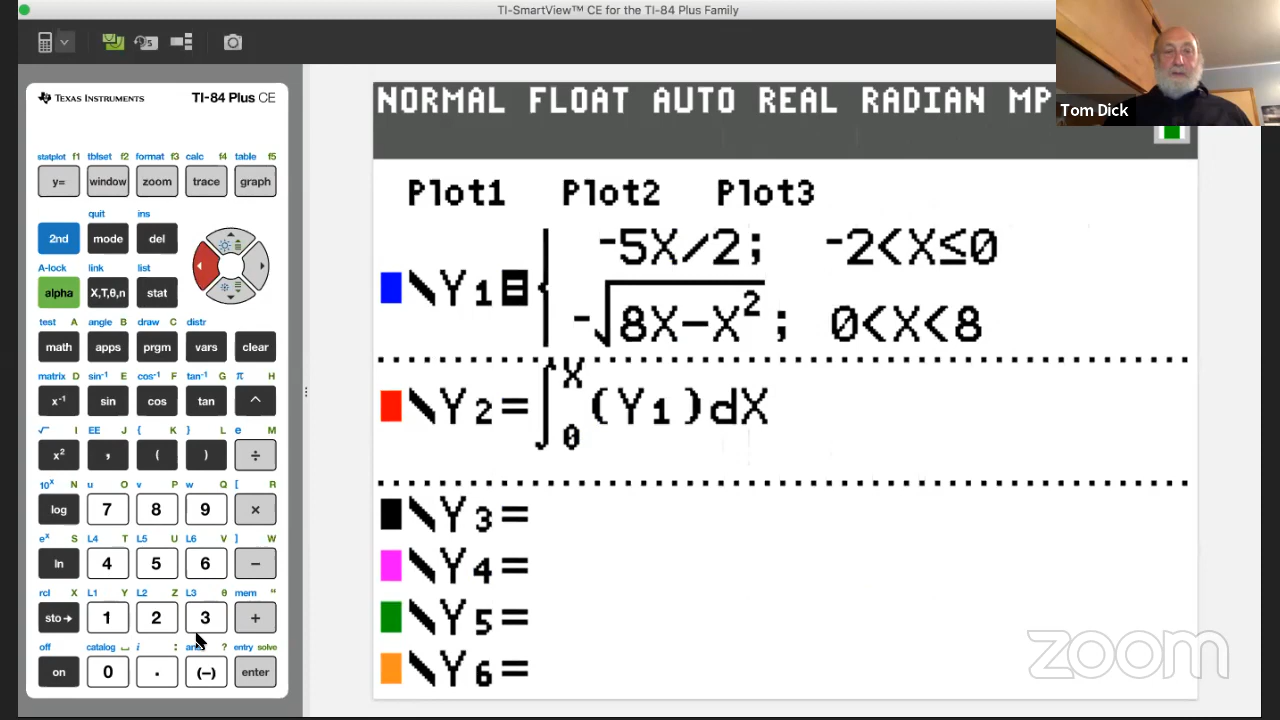 TI-SmartView™ CE for the TI-84 Plus Family
Tom Dick
TEXAS INSTRUMENTS TI-84 Plus CE
statplot f1 tblset f2 format f3 calc f4 table f5
y= window zoom trace graph
quit ins
2nd mode del
A-lock link list
alpha X,T,θ,n stat
test A angle B draw C distr
math apps prgm vars clear
matrix D sin⁻¹ E cos⁻¹ F tan⁻¹ G π H
x⁻¹ sin cos tan ^
√ I EE J { K } L e M
x² , ( ) ÷
10ˣ N u O v P w Q [ R
log 7 8 9 ×
eˣ S L4 T L5 U L6 V ] W
ln 4 5 6 −
rcl X L1 Y L2 Z L3 θ mem "
sto→ 1 2 3 +
off catalog ⎵ i : ? entry solve
on 0 . (−) enter
NORMAL FLOAT AUTO REAL RADIAN MP
Plot1 Plot2 Plot3
\Y1= { -5X/2; -2<X≤0
-√(8X-X²); 0<X<8
\Y2=∫₀ˣ(Y1)dX
\Y3=
\Y4=
\Y5=
\Y6=
zoom